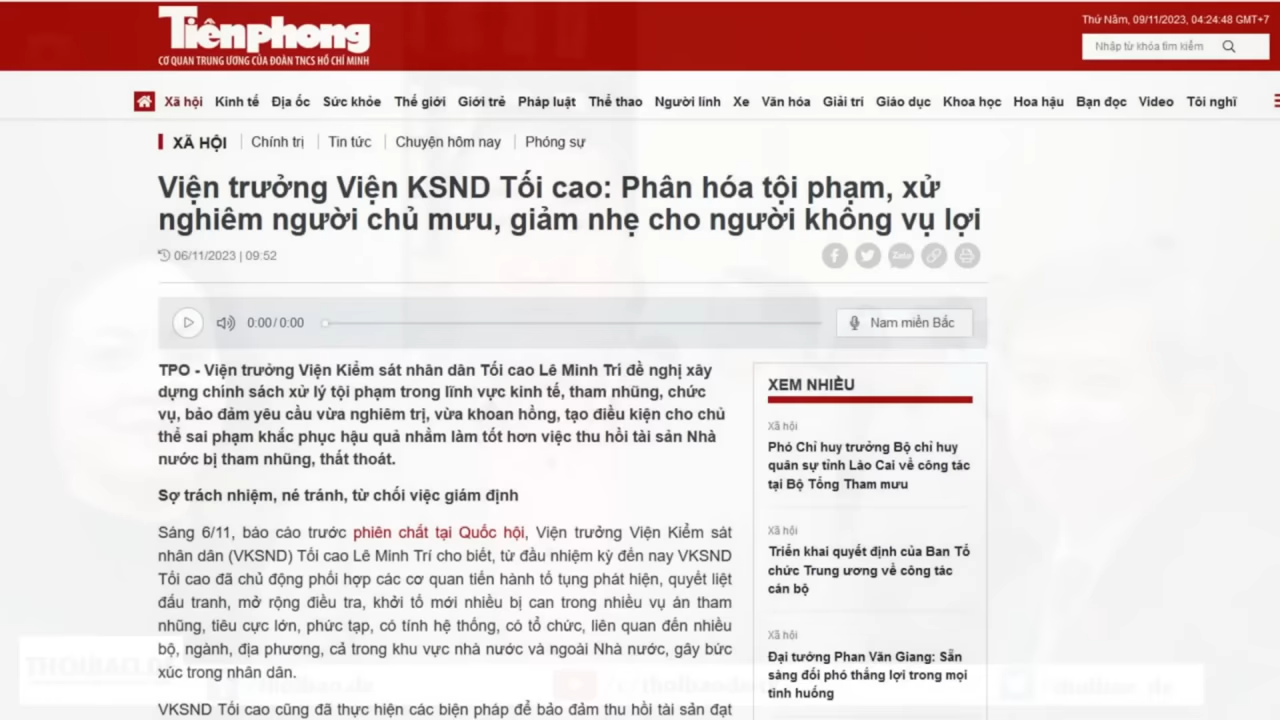 Tiềnphong
CƠ QUAN TRUNG ƯƠNG CỦA ĐOÀN TNCS HỒ CHÍ MINH
Thứ Năm, 09/11/2023, 04:24:48 GMT+7
Nhập từ khóa tìm kiếm
Xã hội Kinh tế Địa ốc Sức khỏe Thế giới Giới trẻ Pháp luật Thể thao Người lính Xe Văn hóa Giải trí Giáo dục Khoa học Hoa hậu Bạn đọc Video Tôi nghĩ
XÃ HỘI Chính trị Tin tức Chuyện hôm nay Phóng sự
Viện trưởng Viện KSND Tối cao: Phân hóa tội phạm, xử
nghiêm người chủ mưu, giảm nhẹ cho người không vụ lợi
06/11/2023 | 09:52
Zalo
0:00 / 0:00
Nam miền Bắc
TPO - Viện trưởng Viện Kiểm sát nhân dân Tối cao Lê Minh Trí đề nghị xây
dựng chính sách xử lý tội phạm trong lĩnh vực kinh tế, tham nhũng, chức
vụ, bảo đảm yêu cầu vừa nghiêm trị, vừa khoan hồng, tạo điều kiện cho chủ
thể sai phạm khắc phục hậu quả nhằm làm tốt hơn việc thu hồi tài sản Nhà
nước bị tham nhũng, thất thoát.
Sợ trách nhiệm, né tránh, từ chối việc giám định
Sáng 6/11, báo cáo trước phiên chất tại Quốc hội, Viện trưởng Viện Kiểm sát
nhân dân (VKSND) Tối cao Lê Minh Trí cho biết, từ đầu nhiệm kỳ đến nay VKSND
Tối cao đã chủ động phối hợp các cơ quan tiến hành tố tụng phát hiện, quyết liệt
đấu tranh, mở rộng điều tra, khởi tố mới nhiều bị can trong nhiều vụ án tham
nhũng, tiêu cực lớn, phức tạp, có tính hệ thống, có tổ chức, liên quan đến nhiều
bộ, ngành, địa phương, cả trong khu vực nhà nước và ngoài Nhà nước, gây bức
xúc trong nhân dân.
VKSND Tối cao cũng đã thực hiện các biện pháp để bảo đảm thu hồi tài sản đạt
XEM NHIỀU
Xã hội
Phó Chỉ huy trưởng Bộ chỉ huy
quân sự tỉnh Lào Cai về công tác
tại Bộ Tổng Tham mưu
Xã hội
Triển khai quyết định của Ban Tổ
chức Trung ương về công tác
cán bộ
Xã hội
Đại tướng Phan Văn Giang: Sẵn
sàng đối phó thắng lợi trong mọi
tình huống